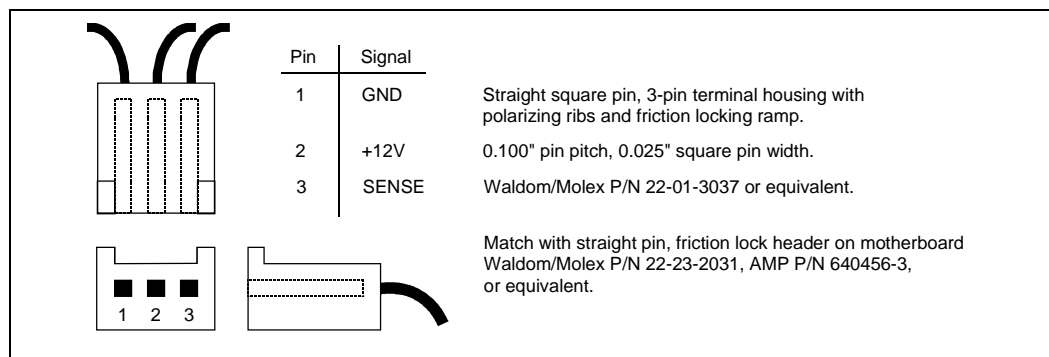 Pin Signal
1 GND Straight square pin, 3-pin terminal housing with
polarizing ribs and friction locking ramp.
2 +12V 0.100" pin pitch, 0.025" square pin width.
3 SENSE Waldom/Molex P/N 22-01-3037 or equivalent.
Match with straight pin, friction lock header on motherboard
Waldom/Molex P/N 22-23-2031, AMP P/N 640456-3,
or equivalent.
1 2 3